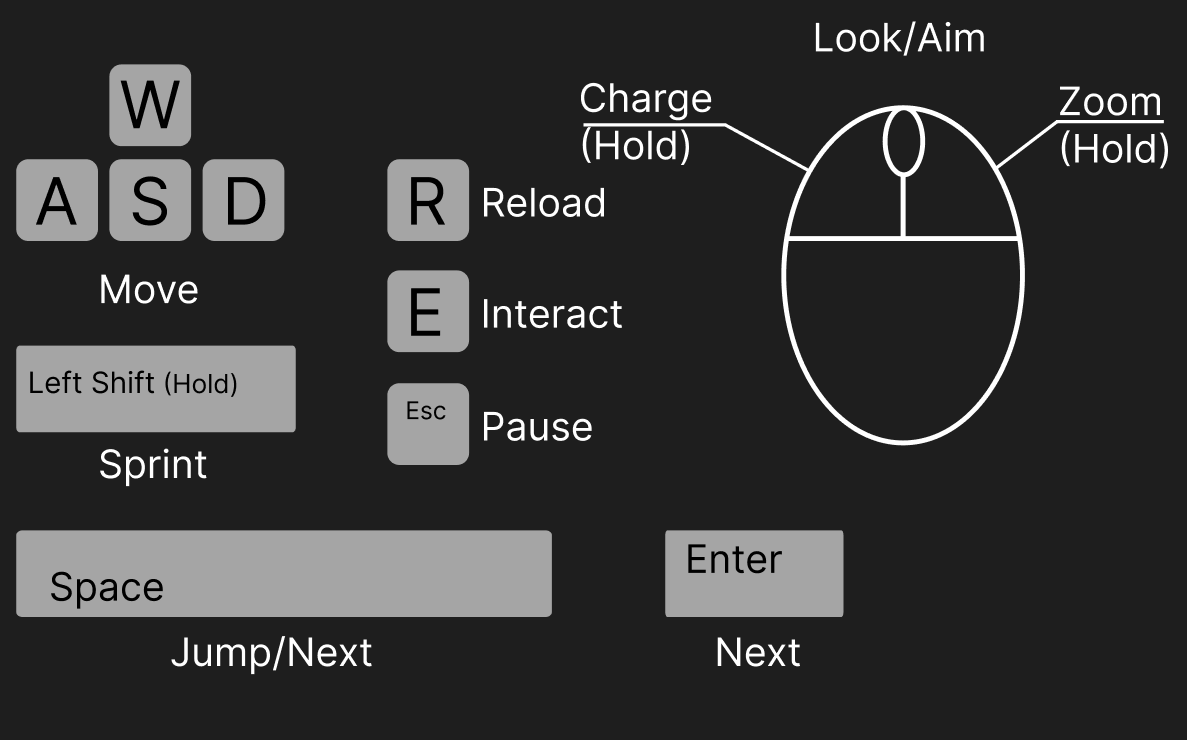 Look/Aim
Charge
(Hold)
Zoom
(Hold)
W
A S D
Move
R Reload
E Interact
Left Shift (Hold)
Sprint
Esc Pause
Space
Jump/Next
Enter
Next